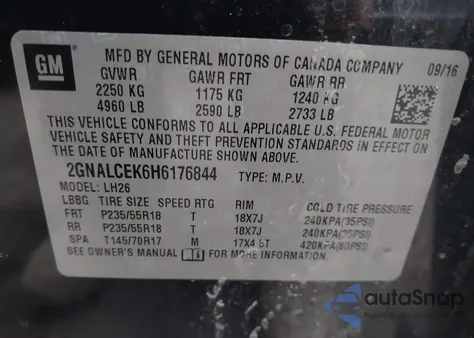 GM
MFD BY GENERAL MOTORS OF CANADA COMPANY 09/16
GVWR GAWR FRT GAWR RR
2250 KG 1175 KG 1240 KG
4960 LB 2590 LB 2733 LB
THIS VEHICLE CONFORMS TO ALL APPLICABLE U.S. FEDERAL MOTOR
VEHICLE SAFETY AND THEFT PREVENTION STANDARDS IN EFFECT ON
THE DATE OF MANUFACTURE SHOWN ABOVE.
2GNALCEK6H6176844 TYPE: M.P.V.
MODEL: LH26
LBBG TIRE SIZE SPEED RTG RIM COLD TIRE PRESSURE
FRT P235/55R18 T 18X7J 240KPA(35PSI)
RR P235/55R18 T 18X7J 240KPA(35PSI)
SPA T145/70R17 M 17X4.5T 420KPA(60PSI)
SEE OWNER'S MANUAL FOR MORE INFORMATION.
autoSnap